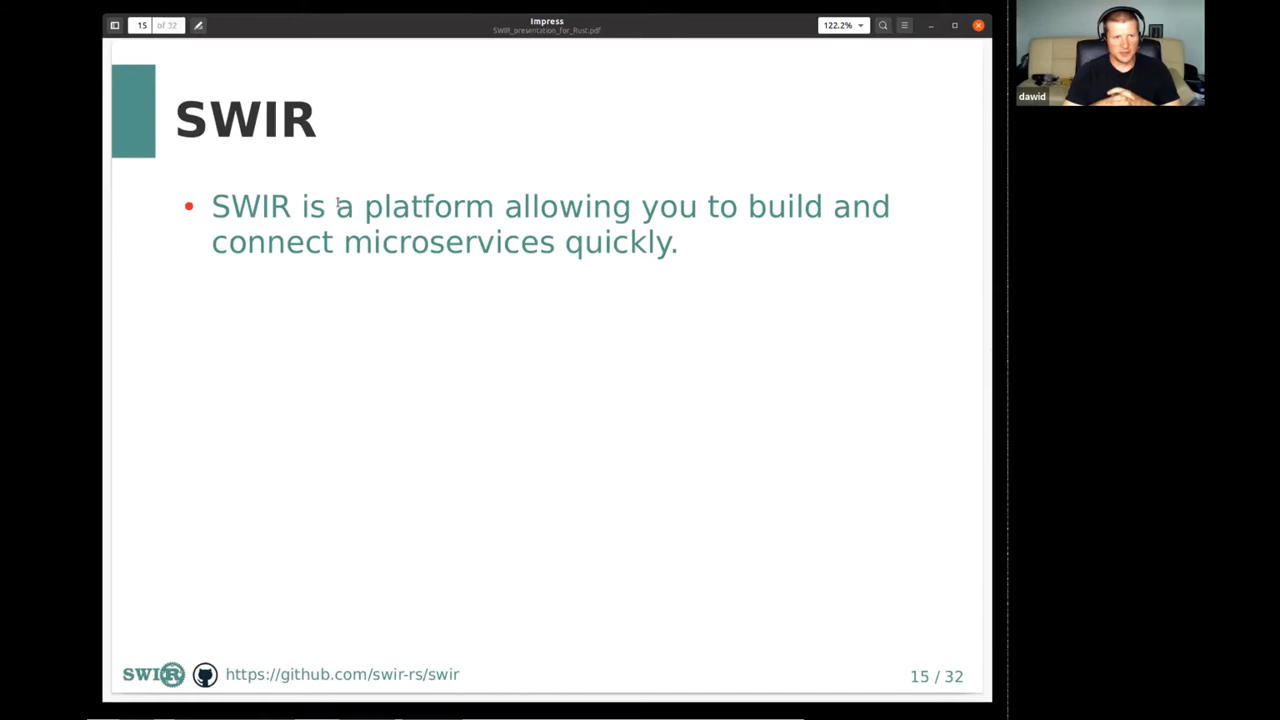 Impress
SWIR_presentation_for_Rust.pdf
15 of 32
122.2%
dawid
SWIR
• SWIR is a platform allowing you to build and
connect microservices quickly.
SWIR
https://github.com/swir-rs/swir
15 / 32